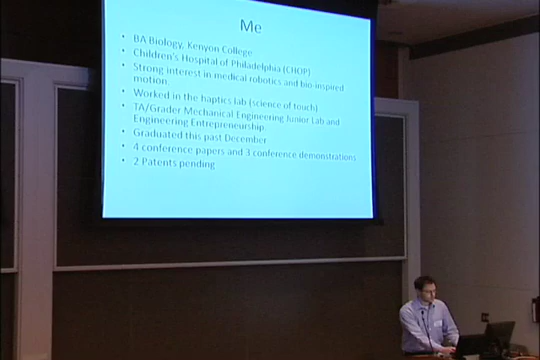 Me
• BA Biology, Kenyon College
• Children's Hospital of Philadelphia (CHOP)
• Strong interest in medical robotics and bio-inspired
motion.
• Worked in the haptics lab (science of touch)
• TA/Grader Mechanical Engineering Junior Lab and
Engineering Entrepreneurship
• Graduated this past December
• 4 conference papers and 3 conference demonstrations
• 2 Patents pending